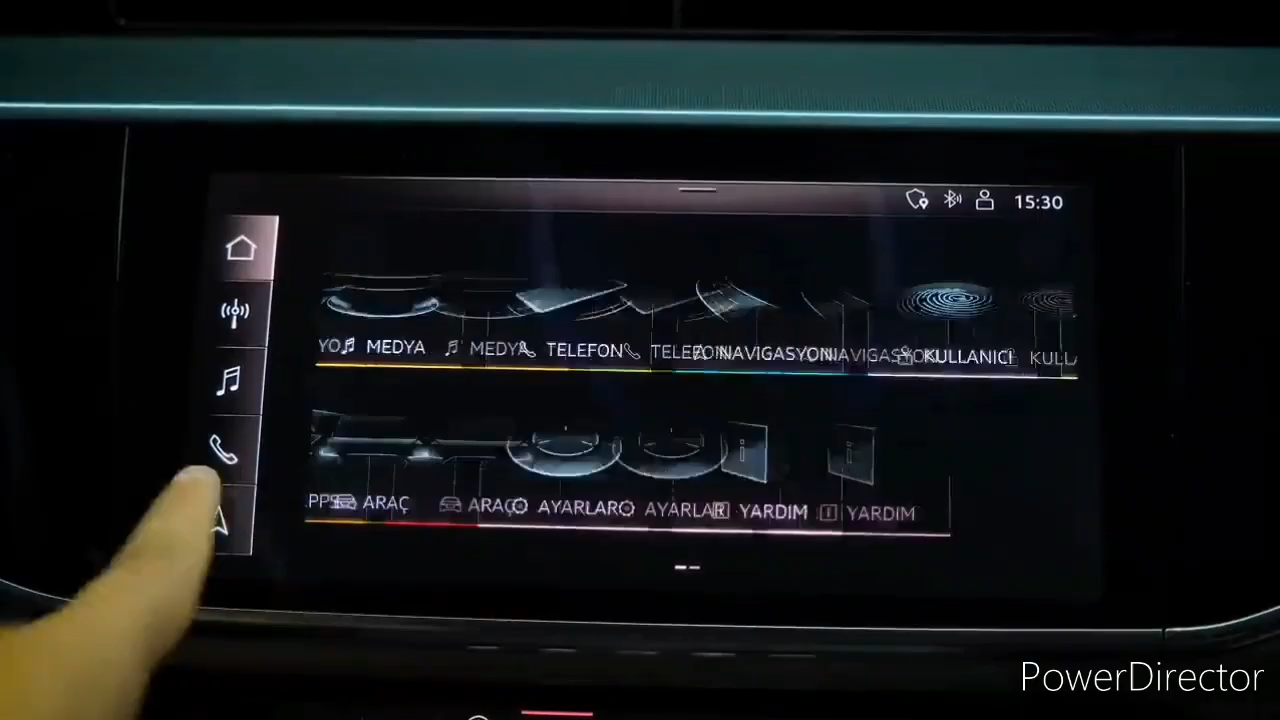 15:30
MEDYA MEDYA TELEFON TELEFON NAVIGASYON NAVIGASYON KULLANICI KULL
ARAÇ ARAÇ AYARLAR AYARLAR YARDIM YARDIM
PowerDirector